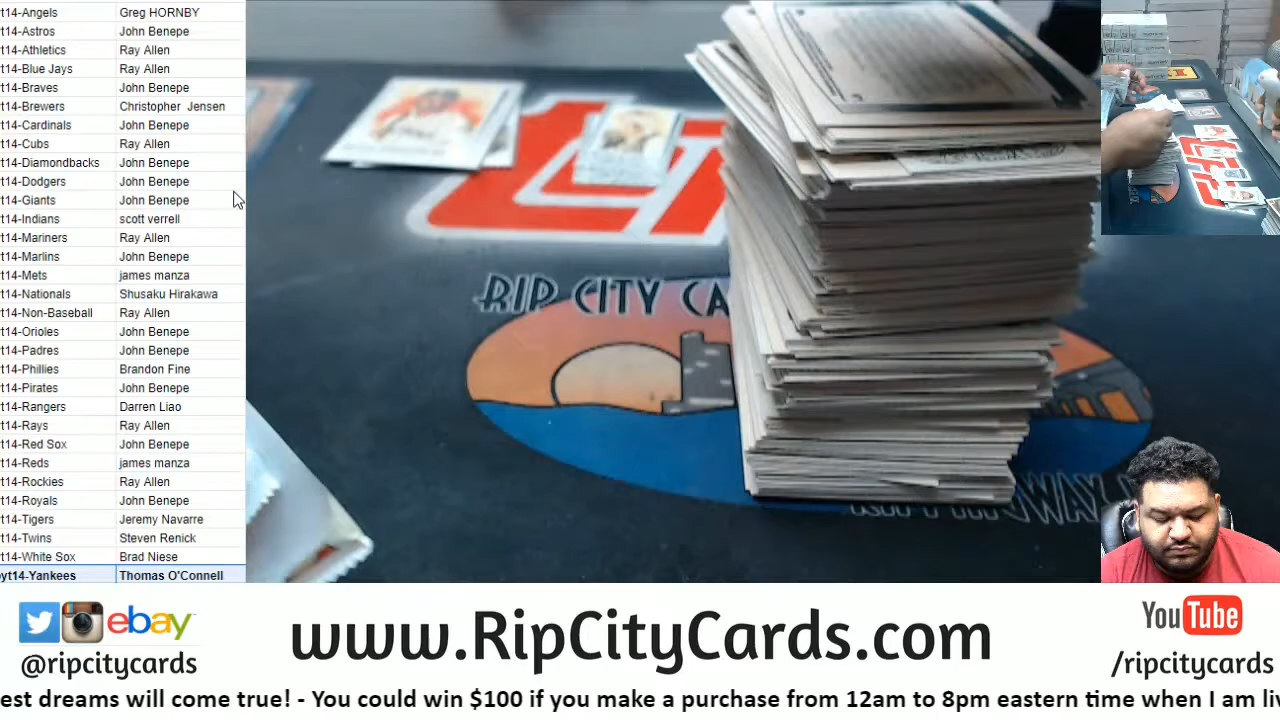 t14-Angels Greg HORNBY
t14-Astros John Benepe
t14-Athletics Ray Allen
t14-Blue Jays Ray Allen
t14-Braves John Benepe
t14-Brewers Christopher Jensen
t14-Cardinals John Benepe
t14-Cubs Ray Allen
t14-Diamondbacks John Benepe
t14-Dodgers John Benepe
t14-Giants John Benepe
t14-Indians scott verrell
t14-Mariners Ray Allen
t14-Marlins John Benepe
t14-Mets james manza
t14-Nationals Shusaku Hirakawa
t14-Non-Baseball Ray Allen
t14-Orioles John Benepe
t14-Padres John Benepe
t14-Phillies Brandon Fine
t14-Pirates John Benepe
t14-Rangers Darren Liao
t14-Rays Ray Allen
t14-Red Sox John Benepe
t14-Reds james manza
t14-Rockies Ray Allen
t14-Royals John Benepe
t14-Tigers Jeremy Navarre
t14-Twins Steven Renick
t14-White Sox Brad Niese
yt14-Yankees Thomas O'Connell
RIP CITY CA
ebay
@ripcitycards
www.RipCityCards.com
YouTube
/ripcitycards
est dreams will come true! - You could win $100 if you make a purchase from 12am to 8pm eastern time when I am liv